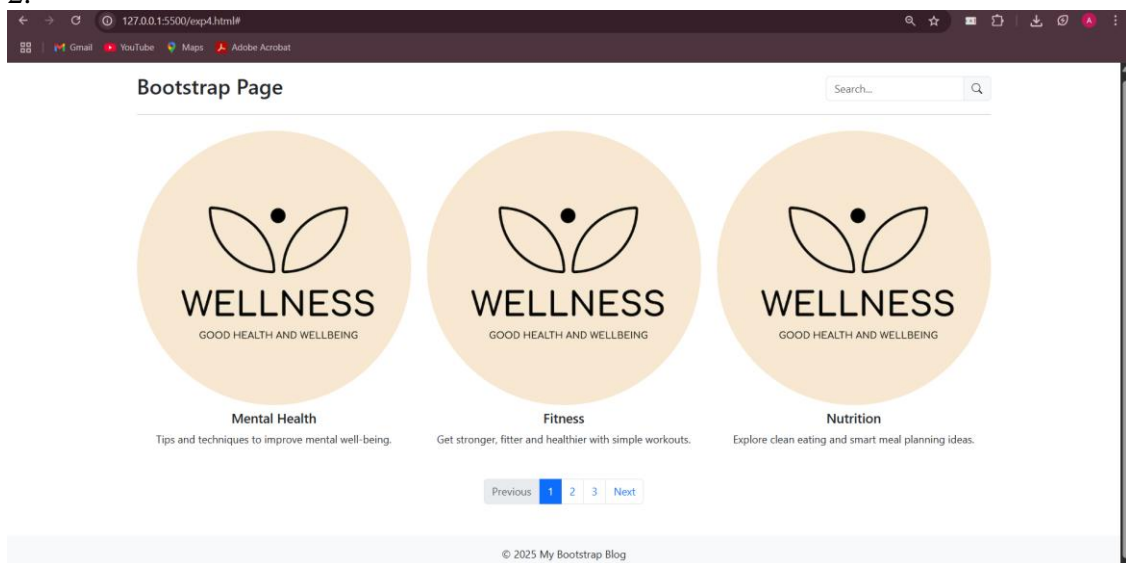 2.
127.0.0.1:5500/exp4.html#
A
Gmail YouTube Maps Adobe Acrobat
Bootstrap Page
Search...
WELLNESS WELLNESS WELLNESS
GOOD HEALTH AND WELLBEING GOOD HEALTH AND WELLBEING GOOD HEALTH AND WELLBEING
Mental Health Fitness Nutrition
Tips and techniques to improve mental well-being. Get stronger, fitter and healthier with simple workouts. Explore clean eating and smart meal planning ideas.
Previous 1 2 3 Next
© 2025 My Bootstrap Blog